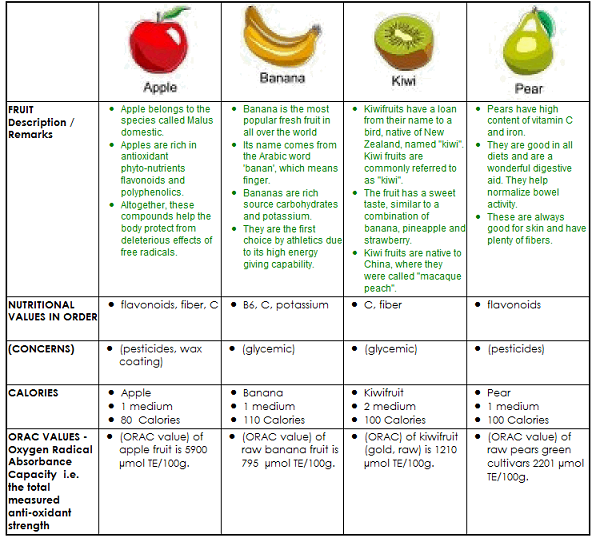 Apple
Banana
Kiwi
Pear
FRUIT
Description /
Remarks
• Apple belongs to the
species called Malus
domestic.
• Apples are rich in
antioxidant
phyto-nutrients
flavonoids and
polyphenolics.
• Altogether, these
compounds help the
body protect from
deleterious effects of
free radicals.
• Banana is the most
popular fresh fruit in
all over the world
• Its name comes from
the Arabic word
'banan', which means
finger.
• Bananas are rich
source carbohydrates
and potassium.
• They are the first
choice by athletics due
to its high energy
giving capability.
• Kiwifruits have a loan
from their name to a
bird, native of New
Zealand, named "kiwi".
Kiwi fruits are
commonly referred to
as "kiwi".
• The fruit has a sweet
taste, similar to a
combination of
banana, pineapple and
strawberry.
• Kiwi fruits are native to
China, where they
were called "macaque
peach".
• Pears have high
content of vitamin C
and iron.
• They are good in all
diets and are a
wonderful digestive
aid. They help
normalize bowel
activity.
• These are always
good for skin and have
plenty of fibers.
NUTRITIONAL
VALUES IN ORDER
• flavonoids, fiber, C
• B6, C, potassium
• C, fiber
• flavonoids
(CONCERNS)
• (pesticides, wax
coating)
• (glycemic)
• (glycemic)
• (pesticides)
CALORIES
• Apple
• 1 medium
• 80 Calories
• Banana
• 1 medium
• 110 Calories
• Kiwifruit
• 2 medium
• 100 Calories
• Pear
• 1 medium
• 100 Calories
ORAC VALUES -
Oxygen Radical
Absorbance
Capacity i.e.
the total
measured
anti-oxidant
strength
• (ORAC value) of
apple fruit is 5900
µmol TE/100g.
• (ORAC value) of
raw banana fruit is
795 µmol TE/100g.
• (ORAC) of kiwifruit
(gold, raw) is 1210
µmol TE/100g.
• (ORAC value) of
raw pears green
cultivars 2201 µmol
TE/100g.